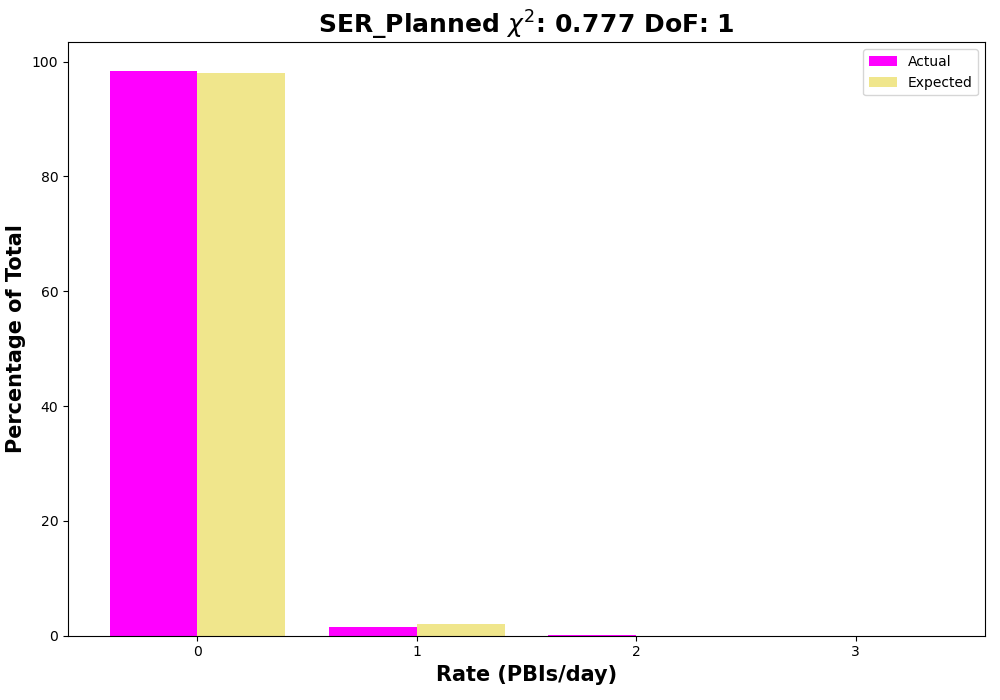 SER_Planned χ²: 0.777 DoF: 1
Actual
Expected
Percentage of Total
100
80
60
40
20
0
0 1 2 3
Rate (PBIs/day)